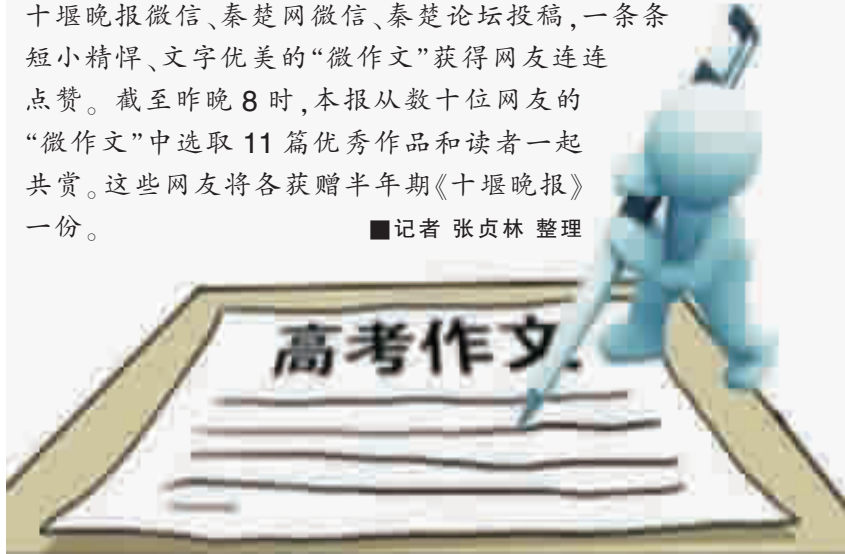 十堰晚报微信、秦楚网微信、秦楚论坛投稿,一条条
短小精悍、文字优美的“微作文”获得网友连连
点赞。截至昨晚 8 时,本报从数十位网友的
“微作文”中选取 11 篇优秀作品和读者一起
共赏。这些网友将各获赠半年期《十堰晚报》
一份。 ■记者 张贞林 整理
高考作文